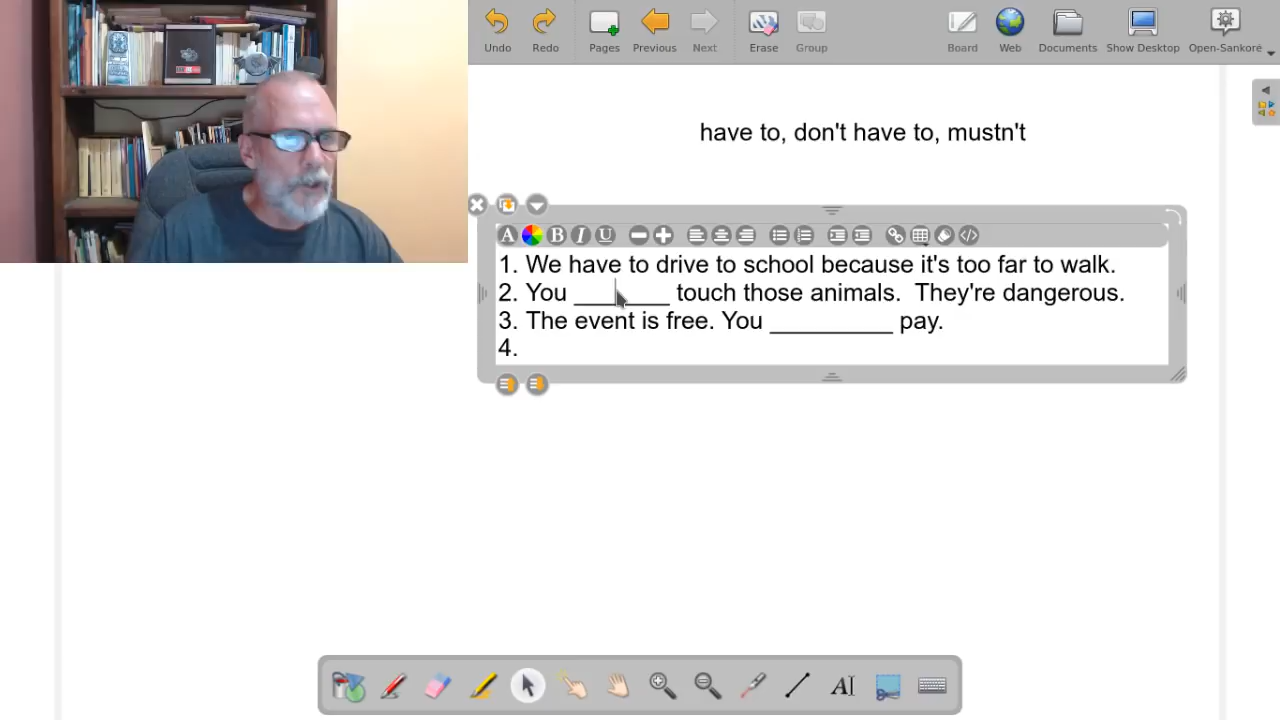 Undo
Redo
Pages
Previous
Next
Erase
Group
Board
Web
Documents
Show Desktop
Open-Sankoré
have to, don't have to, mustn't
1. We have to drive to school because it's too far to walk.
2. You _______ touch those animals.  They're dangerous.
3. The event is free. You _________ pay.
4.